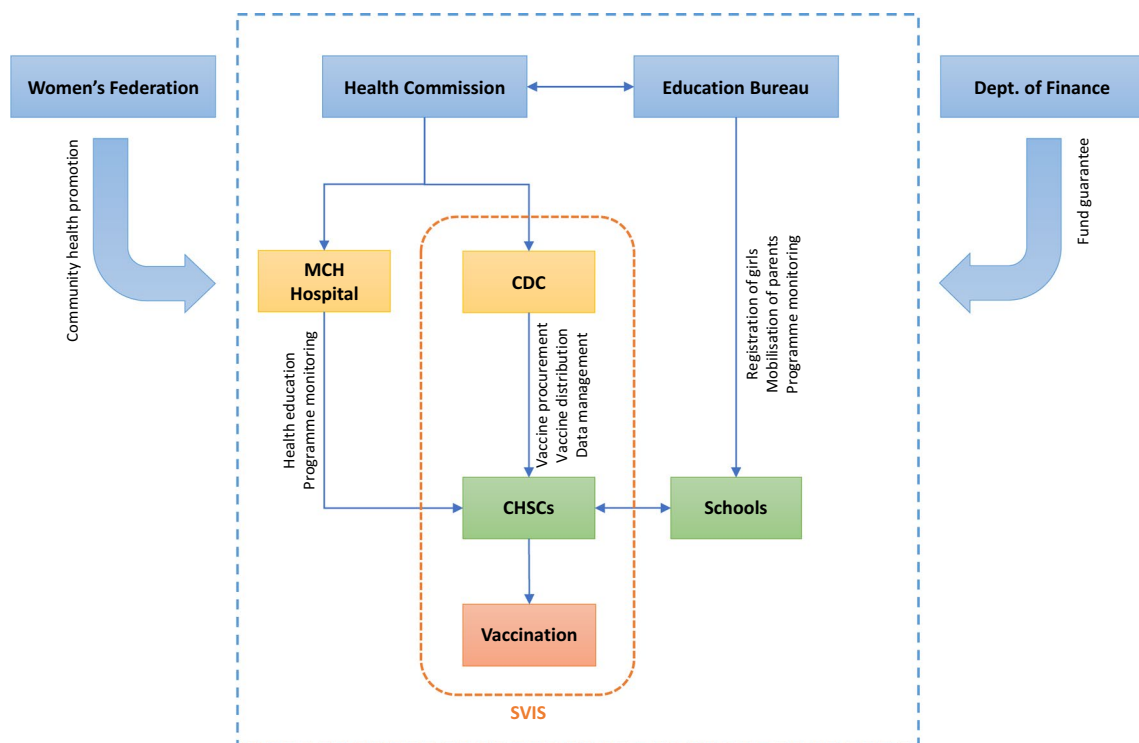 Women's Federation
Health Commission
Education Bureau
Dept. of Finance
Community health promotion
Fund guarantee
MCH
Hospital
CDC
Registration of girls
Mobilisation of parents
Programme monitoring
Health education
Programme monitoring
Vaccine procurement
Vaccine distribution
Data management
CHSCs
Schools
Vaccination
SVIS